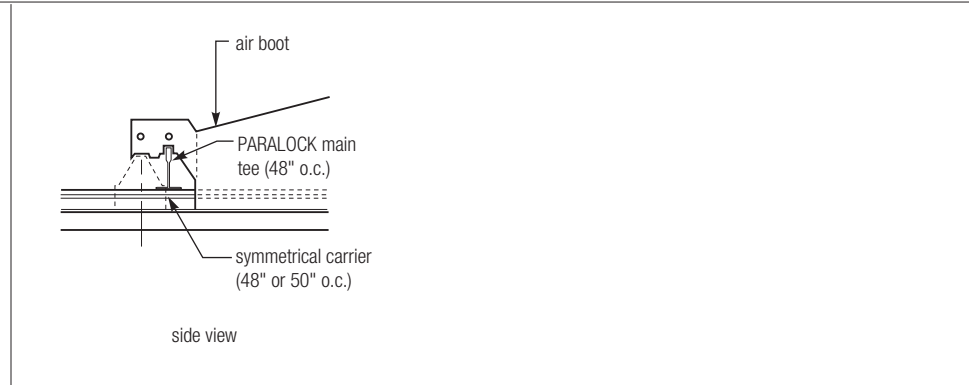 air boot
PARALOCK main
tee (48" o.c.)
symmetrical carrier
(48" or 50" o.c.)
side view